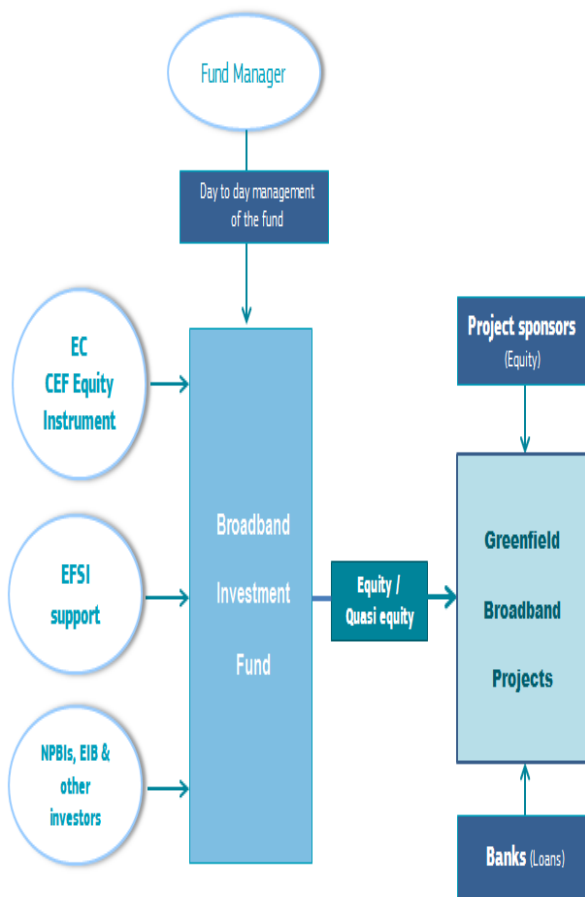 Fund Manager
Day to day management
of the fund
EC
CEF Equity
Instrument
EFSI
support
NPBIs, EIB &
other
investors
Broadband
Investment
Fund
Equity /
Quasi equity
Project sponsors
(Equity)
Greenfield
Broadband
Projects
Banks (Loans)